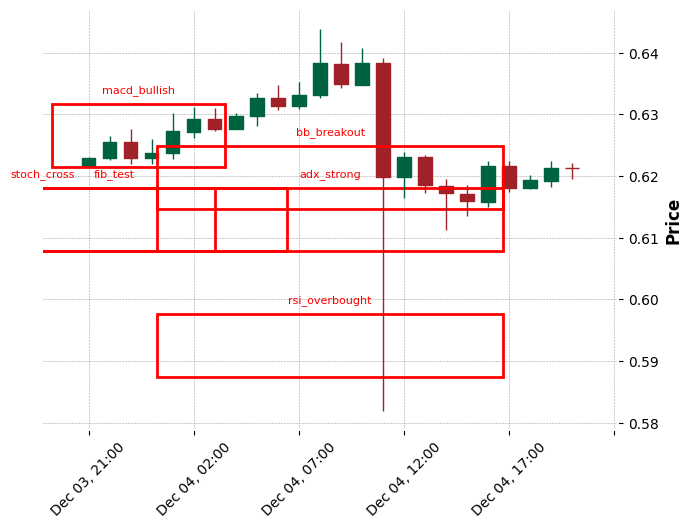 0.64
macd_bullish
0.63
bb_breakout
0.62
stoch_cross
fib_test
adx_strong
0.61
Price
0.60
rsi_overbought
0.59
0.58
Dec 03, 21:00
Dec 04, 02:00
Dec 04, 07:00
Dec 04, 12:00
Dec 04, 17:00